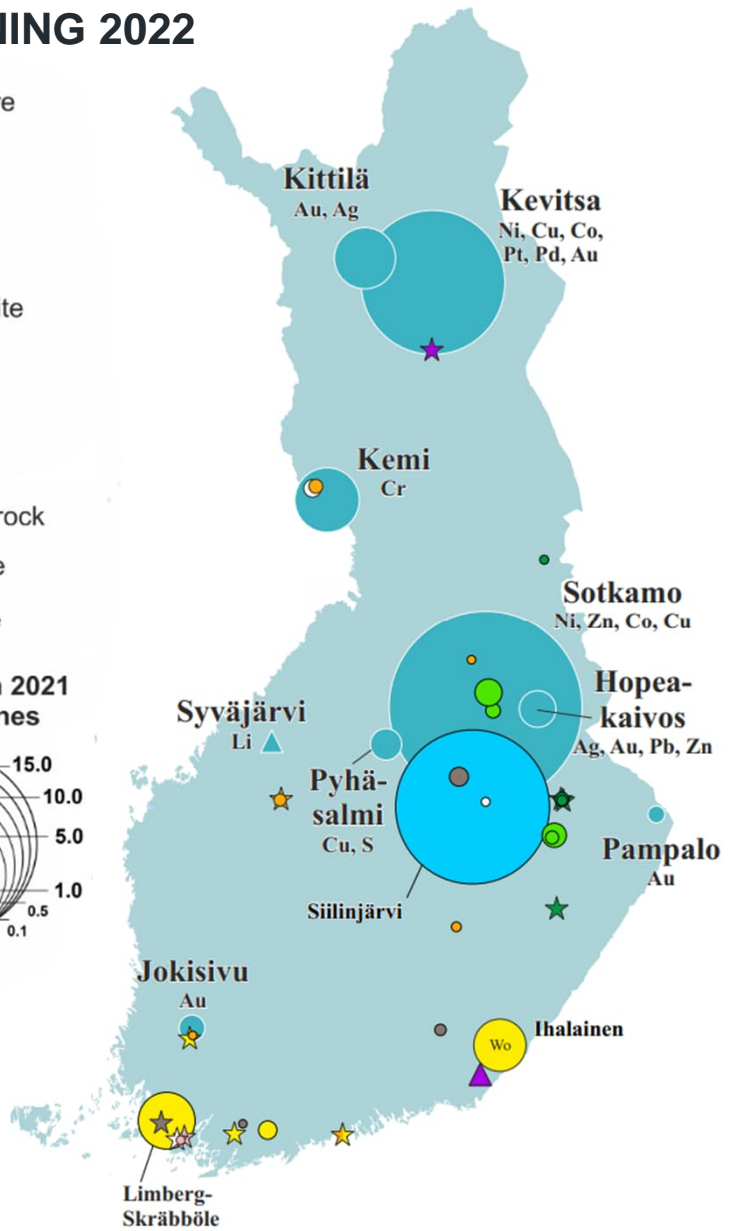 NING 2022
re
ite
rock
e
n 2021
nes
15.0
10.0
5.0
1.0
0.5
0.1
Kittilä
Au, Ag
Kevitsa
Ni, Cu, Co,
Pt, Pd, Au
Kemi
Cr
Sotkamo
Ni, Zn, Co, Cu
Hopea-
kaivos
Ag, Au, Pb, Zn
Syväjärvi
Li
Pyhä-
salmi
Cu, S
Pampalo
Au
Siilinjärvi
Jokisivu
Au
Ihalainen
Wo
Limberg-
Skräbböle